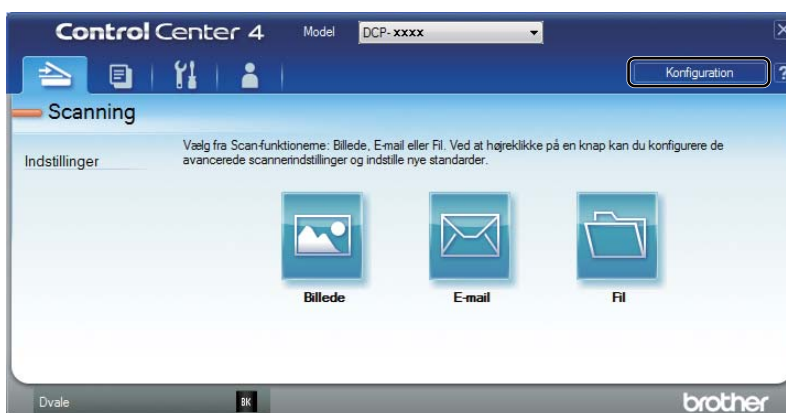 Control Center 4 Model DCP-xxxx
Konfiguration ?
Scanning
Vælg fra Scan-funktionerne: Billede, E-mail eller Fil. Ved at højreklikke på en knap kan du konfigurere de
Indstillinger
avancerede scannerindstillinger og indstille nye standarder.
Billede E-mail Fil
Dvale BK brother